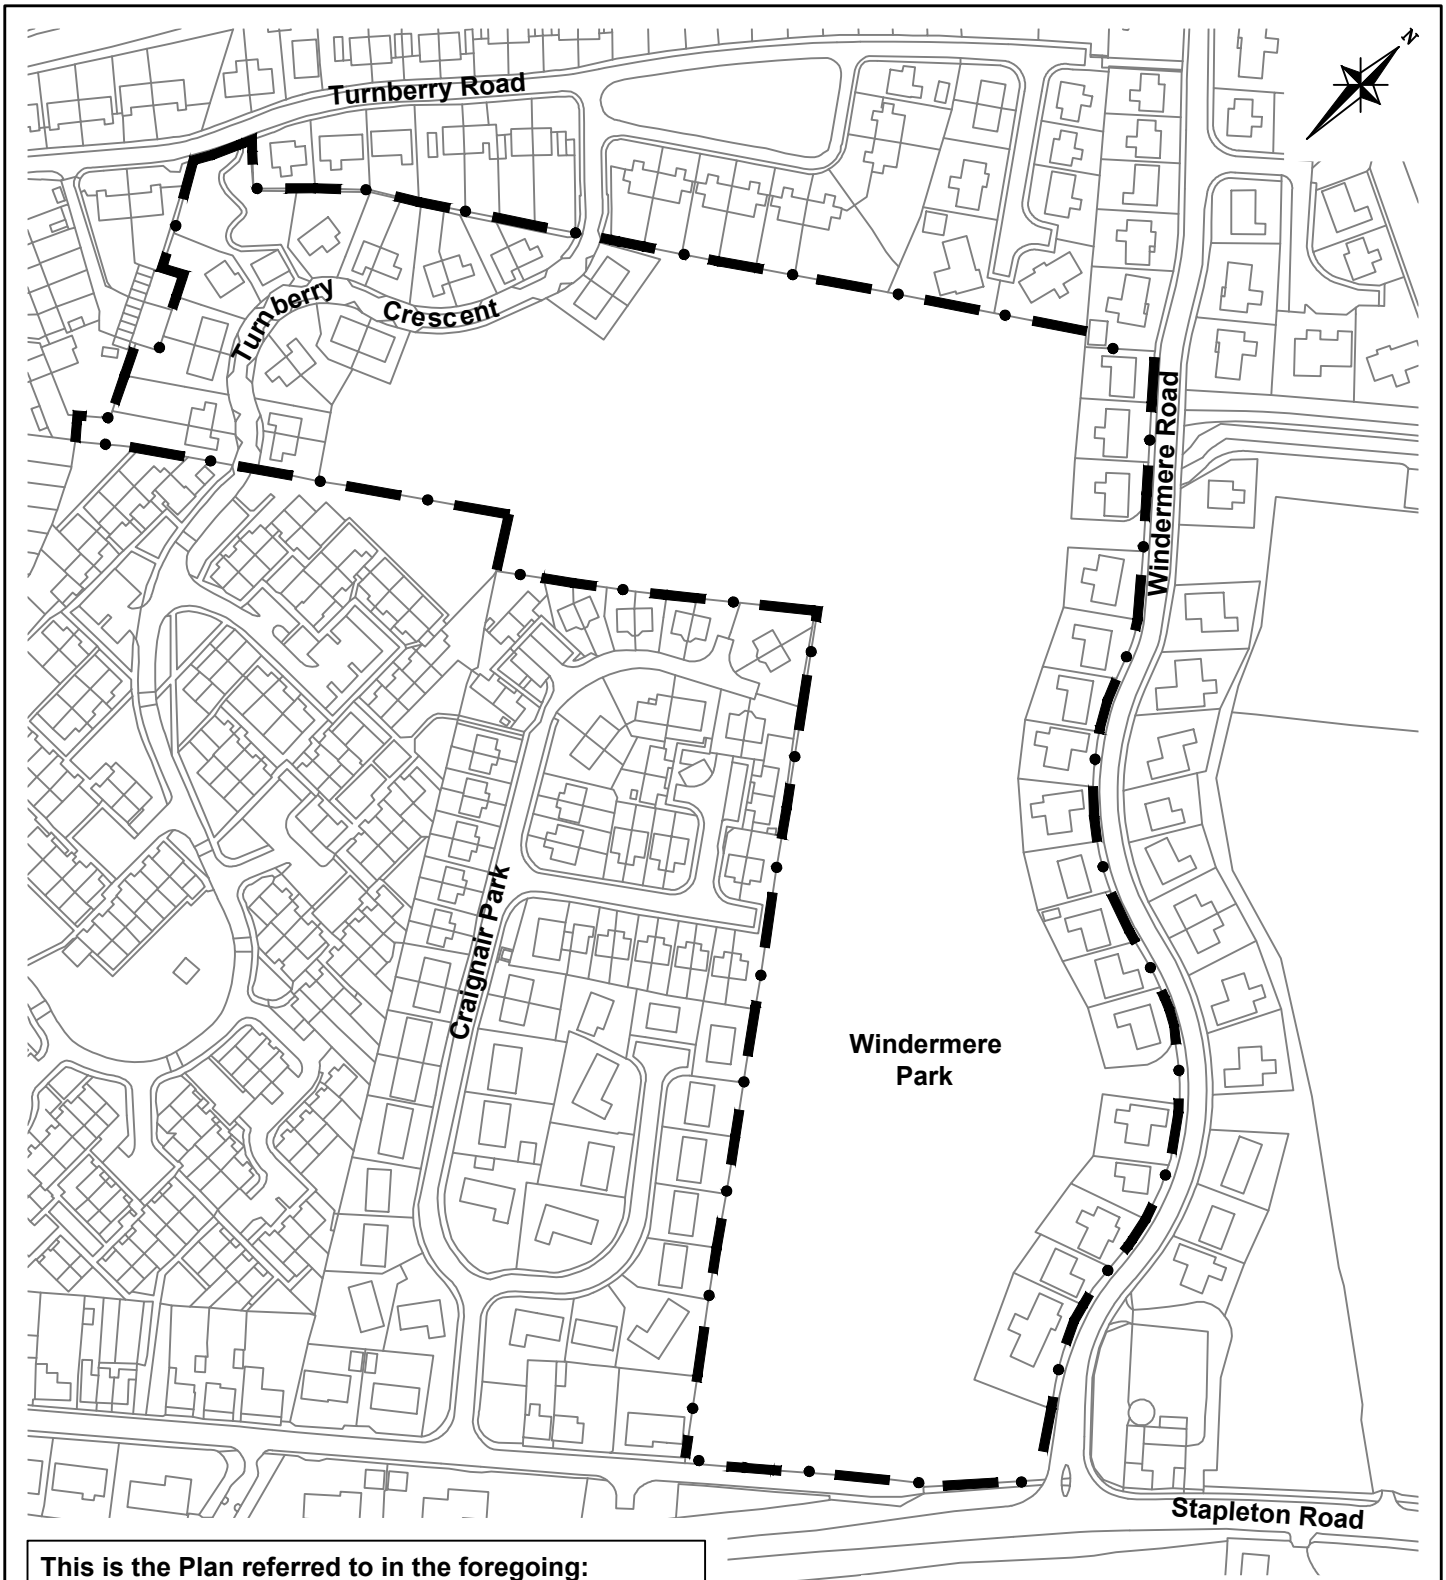 N
Turnberry Road
Turnberry
Crescent
Windermere Road
Craignair Park
Windermere
Park
Stapleton Road
This is the Plan referred to in the foregoing: